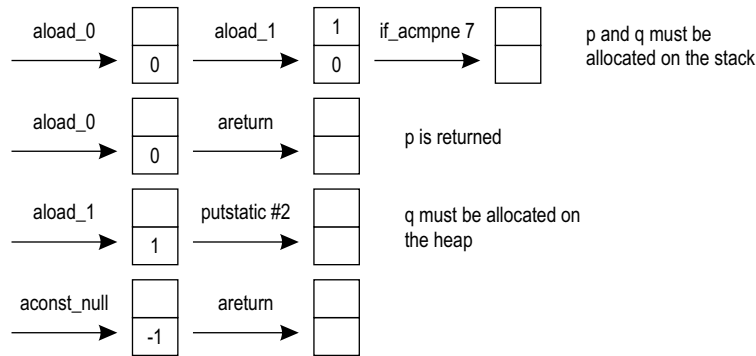 aload_0 aload_1 1 if_acmpne 7 p and q must be
0 0 allocated on the stack
aload_0 areturn p is returned
0
aload_1 putstatic #2 q must be allocated on
1 the heap
aconst_null areturn
-1